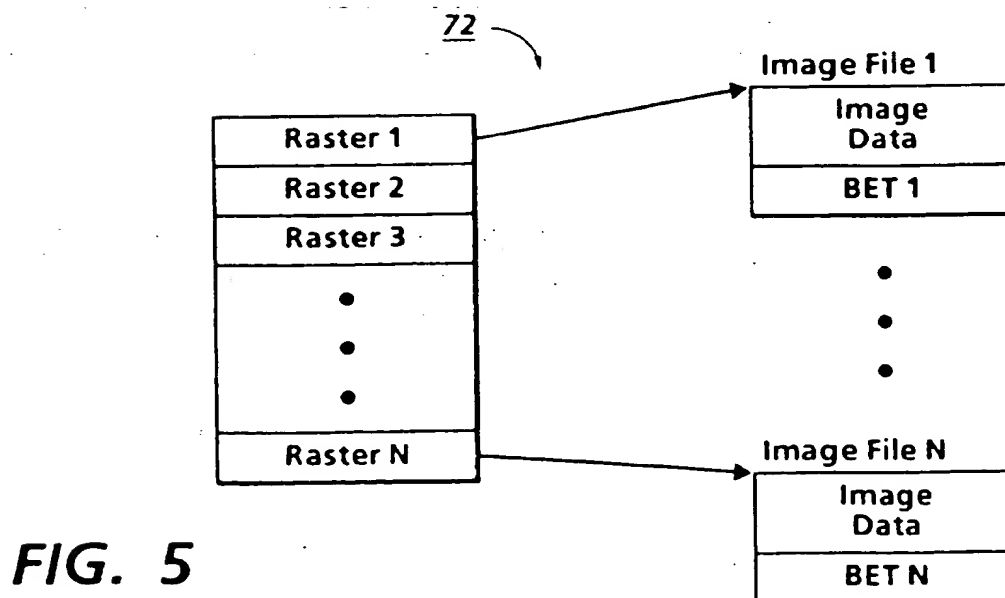 72
Image File 1
Raster 1
Raster 2
Raster 3
Raster N
Image
Data
BET 1
Image File N
Image
Data
BET N
FIG. 5